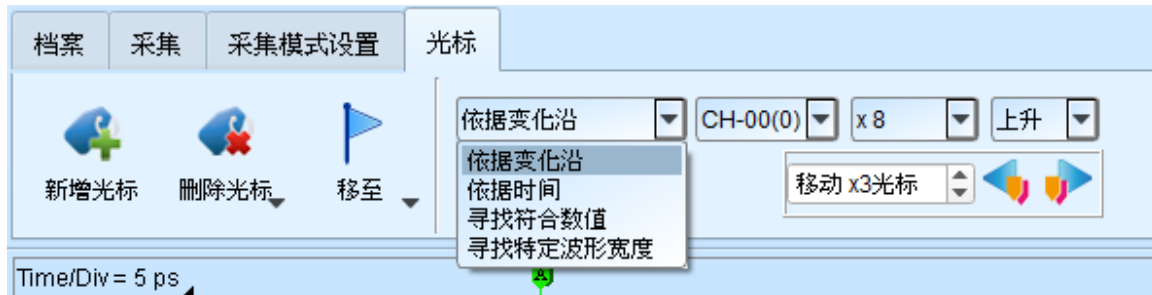 档案 采集 采集模式设置 光标
依据变化沿 CH-00(0) x 8 上升
依据变化沿
依据时间
寻找符合数值
寻找特定波形宽度
新增光标 删除光标 移至
移动 x3光标
Time/Div = 5 ps
A